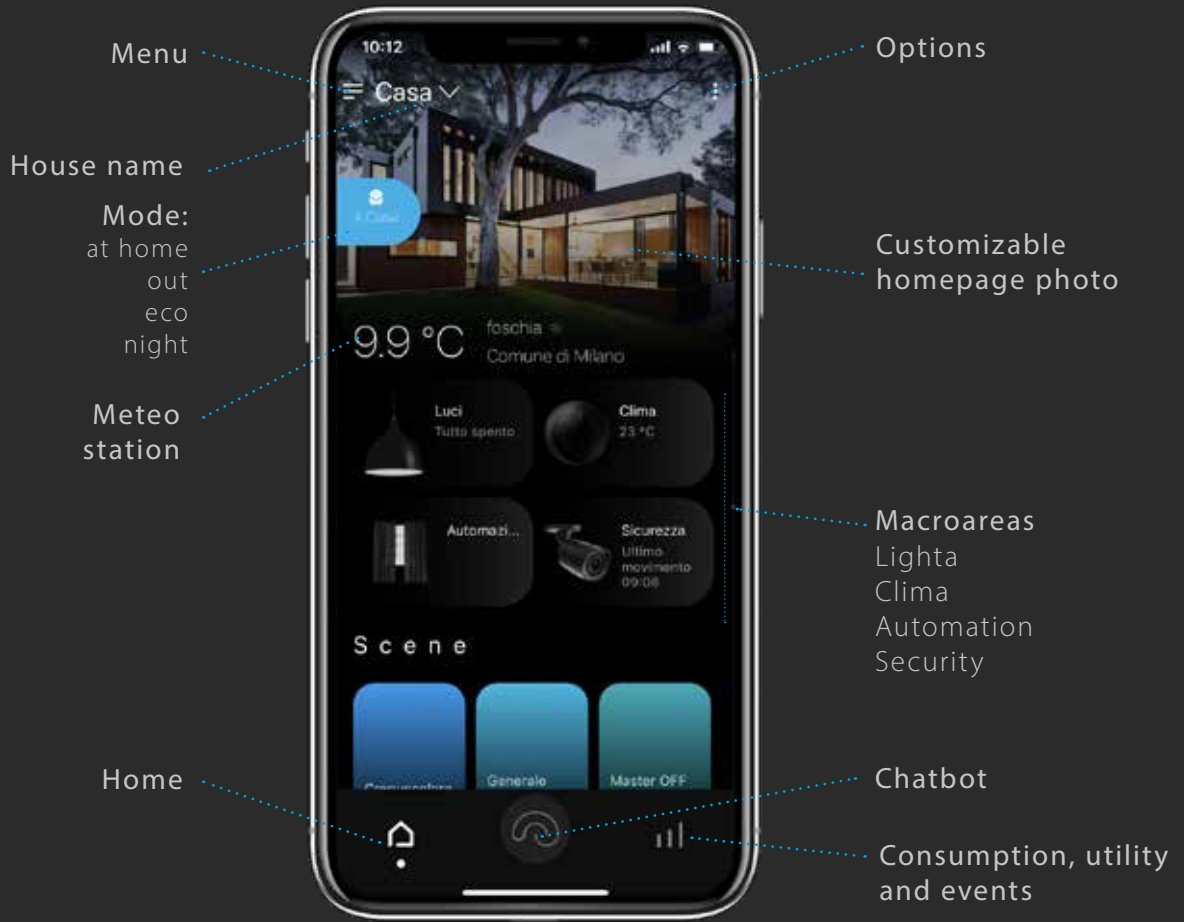 Menu
House name
Mode:
at home
out
eco
night
Meteo
station
Home
10:12
Casa
A Casa
9.9 °C
foschia
Comune di Milano
Luci
Tutto spento
Clima
23 °C
Automazi...
Sicurezza
Ultimo
movimento
09:08
Scene
Generale
Master OFF
Options
Customizable
homepage photo
Macroareas
Lighta
Clima
Automation
Security
Chatbot
Consumption, utility
and events